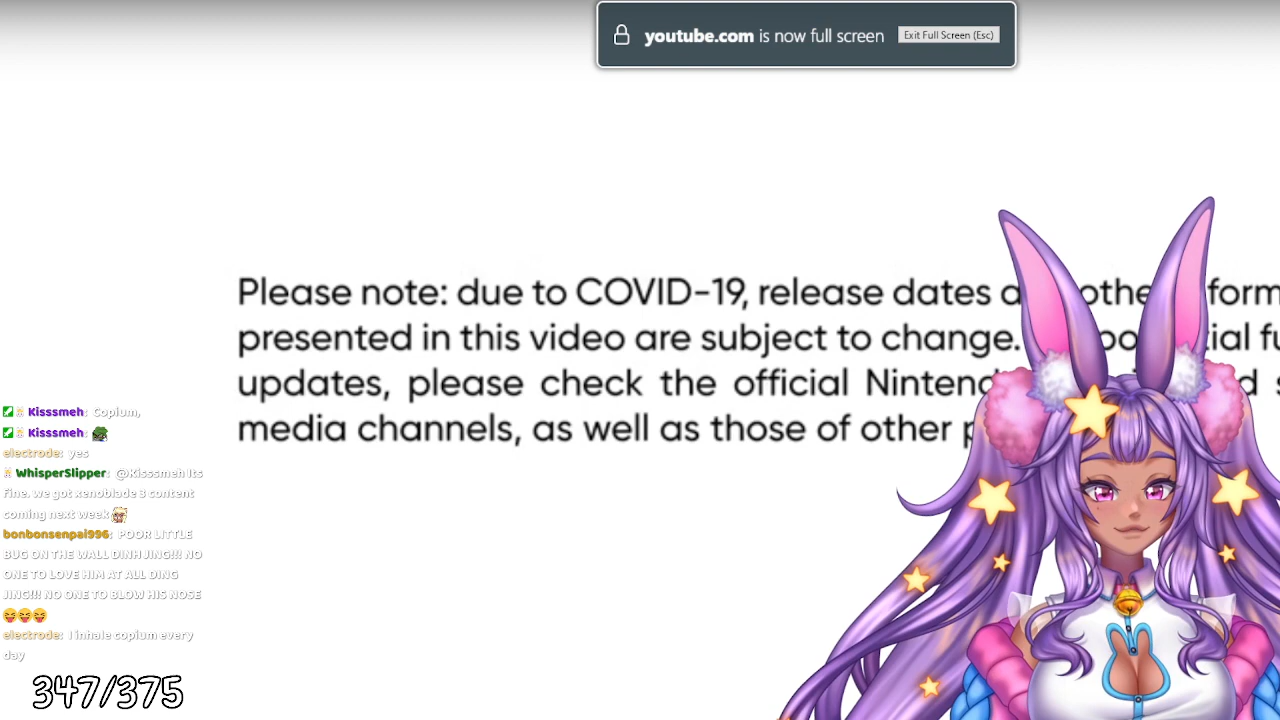 youtube.com is now full screen Exit Full Screen (Esc)
Please note: due to COVID-19, release dates
presented in this video are subject to change.
updates, please check the official
media channels, as well as those of other
Kisssmeh: Copium,
Kisssmeh:
electrode: yes
WhisperSlipper: @Kisssmeh Its
fine. we got xenoblade 3 content
coming next week
bonbonsenpai996: POOR LITTLE
BUG ON THE WALL DINH JING!!! NO
ONE TO LOVE HIM AT ALL DING
JING!!! NO ONE TO BLOW HIS NOSE
😝😝😝
electrode: I inhale copium every
day
347/375